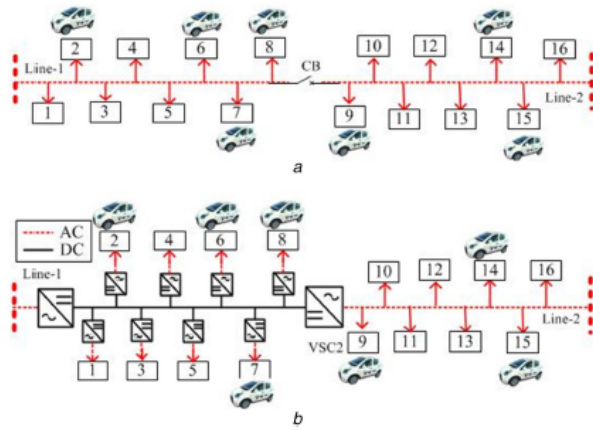 2 4 6 8 CB 10 12 14 16
Line-1
Line-2
1 3 5 7 9 11 13 15
a
AC
DC
2 4 6 8
Line-1
10 12 14 16
Line-2
VSC2
9 11 13 15
1 3 5 7
b